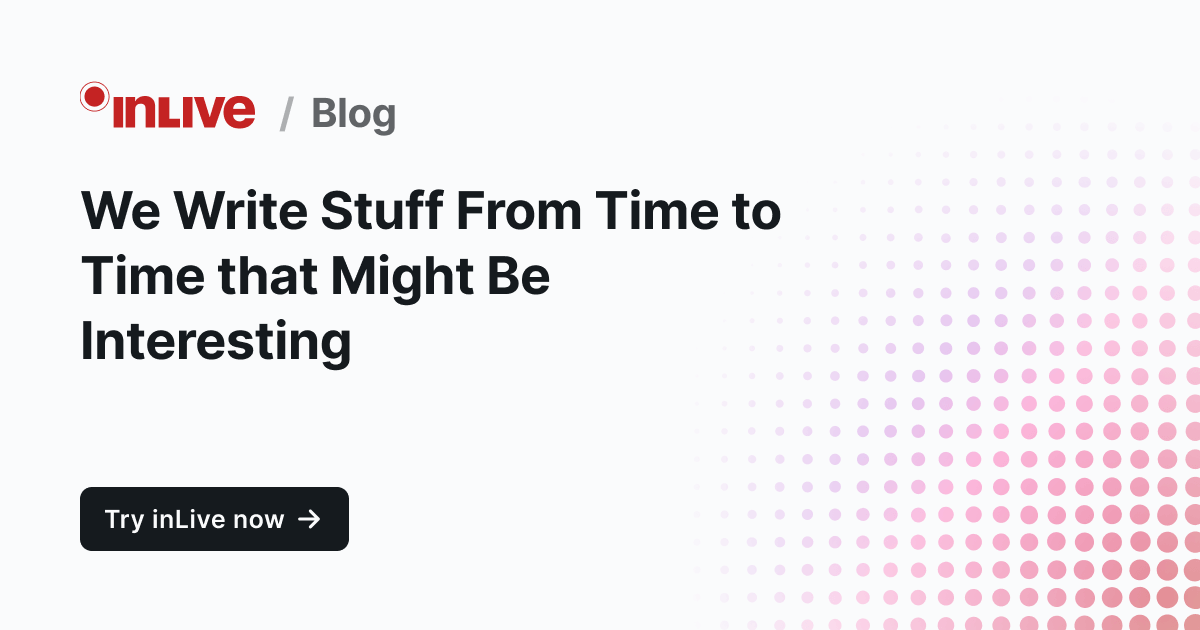 inLive / Blog
We Write Stuff From Time to
Time that Might Be
Interesting
Try inLive now →